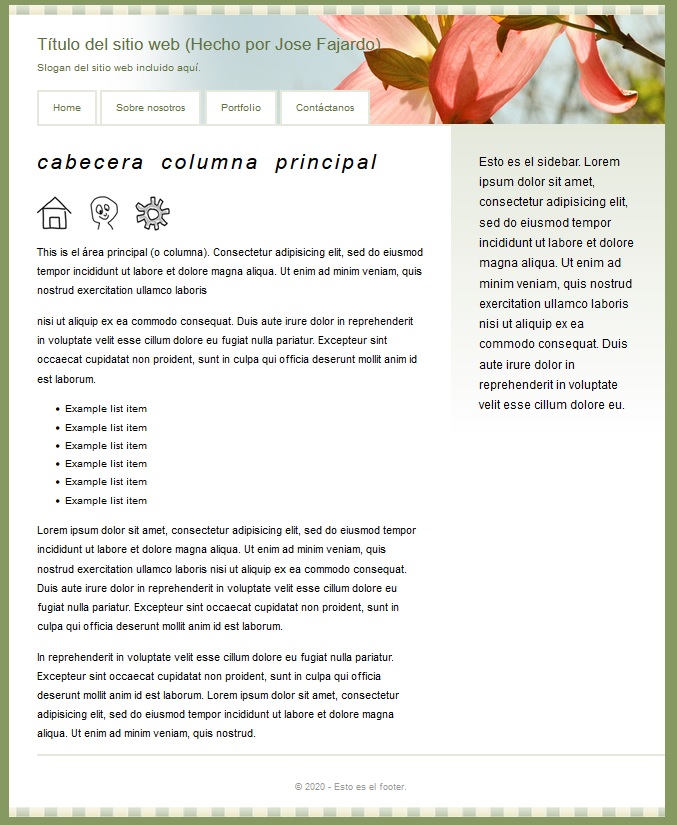 Título del sitio web (Hecho por Jose Fajardo)
Slogan del sitio web incluido aquí.
Home
Sobre nosotros
Portfolio
Contáctanos
cabecera columna principal
This is el área principal (o columna). Consectetur adipisicing elit, sed do eiusmod
tempor incididunt ut labore et dolore magna aliqua. Ut enim ad minim veniam, quis
nostrud exercitation ullamco laboris
nisi ut aliquip ex ea commodo consequat. Duis aute irure dolor in reprehenderit
in voluptate velit esse cillum dolore eu fugiat nulla pariatur. Excepteur sint
occaecat cupidatat non proident, sunt in culpa qui officia deserunt mollit anim id
est laborum.
• Example list item
• Example list item
• Example list item
• Example list item
• Example list item
• Example list item
Lorem ipsum dolor sit amet, consectetur adipisicing elit, sed do eiusmod tempor
incididunt ut labore et dolore magna aliqua. Ut enim ad minim veniam, quis
nostrud exercitation ullamco laboris nisi ut aliquip ex ea commodo consequat.
Duis aute irure dolor in reprehenderit in voluptate velit esse cillum dolore eu
fugiat nulla pariatur. Excepteur sint occaecat cupidatat non proident, sunt in
culpa qui officia deserunt mollit anim id est laborum.
In reprehenderit in voluptate velit esse cillum dolore eu fugiat nulla pariatur.
Excepteur sint occaecat cupidatat non proident, sunt in culpa qui officia
deserunt mollit anim id est laborum. Lorem ipsum dolor sit amet, consectetur
adipisicing elit, sed do eiusmod tempor incididunt ut labore et dolore magna
aliqua. Ut enim ad minim veniam, quis nostrud.
Esto es el sidebar. Lorem
ipsum dolor sit amet,
consectetur adipisicing elit,
sed do eiusmod tempor
incididunt ut labore et dolore
magna aliqua. Ut enim ad
minim veniam, quis nostrud
exercitation ullamco laboris
nisi ut aliquip ex ea
commodo consequat. Duis
aute irure dolor in
reprehenderit in voluptate
velit esse cillum dolore eu.
© 2020 - Esto es el footer.